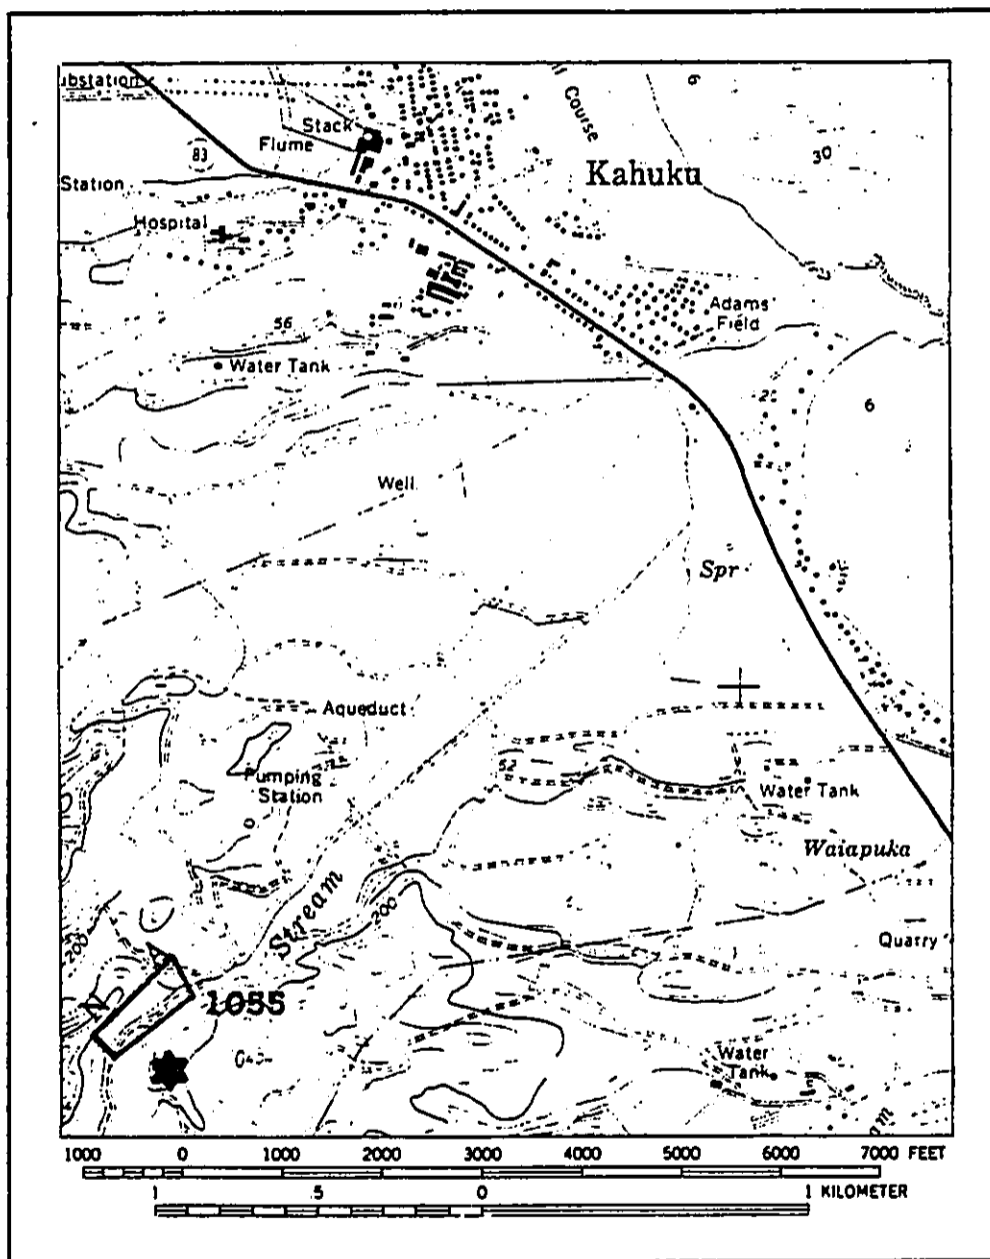 ubstation
Stack
Flume
Course
6
30
83
Kahuku
Station
Hospital
56
Adams
Field
Water Tank
6
Well
Spr
Aqueduct
Pumping
Station
Water Tank
Waiapuka
Stream
200
200
Quarry
1055
Water
Tank
1000 0 1000 2000 3000 4000 5000 6000 7000 FEET
1 .5 0 1 KILOMETER